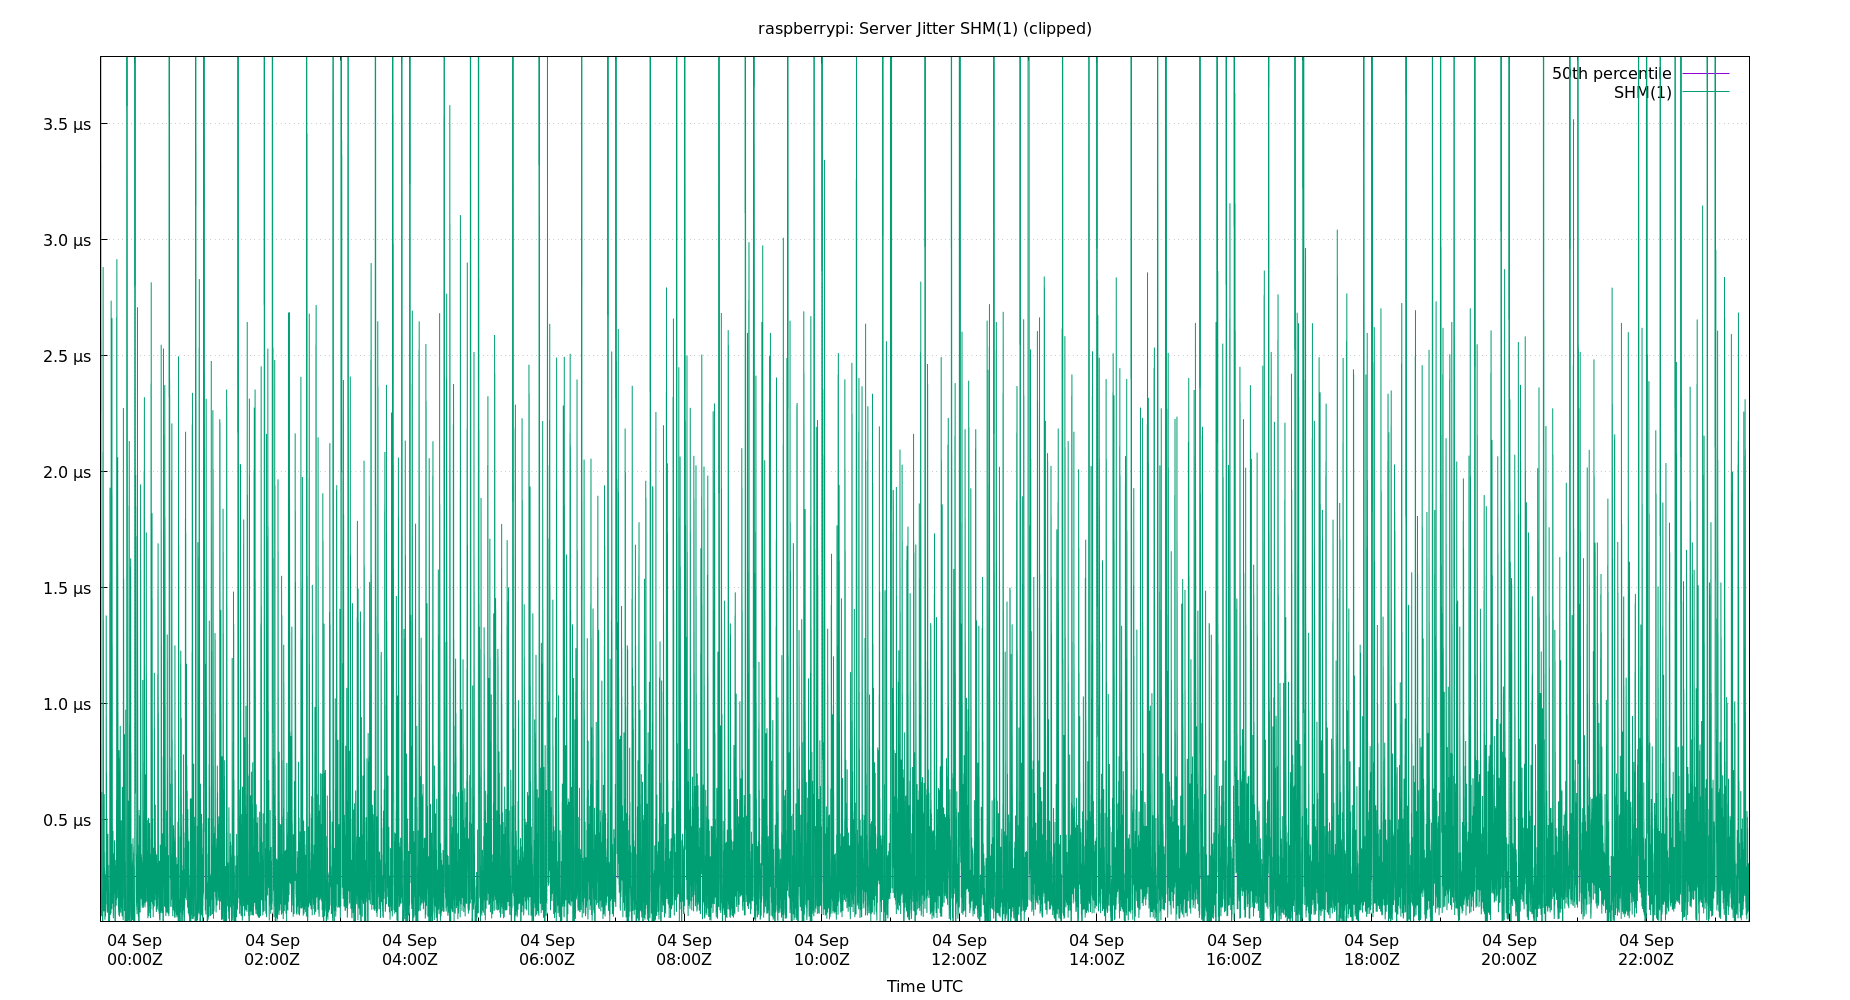 raspberrypi: Server Jitter SHM(1) (clipped)
50th percentile
SHM(1)
3.5 µs
3.0 µs
2.5 µs
2.0 µs
1.5 µs
1.0 µs
0.5 µs
04 Sep 04 Sep 04 Sep 04 Sep 04 Sep 04 Sep 04 Sep 04 Sep 04 Sep 04 Sep 04 Sep 04 Sep
00:00Z 02:00Z 04:00Z 06:00Z 08:00Z 10:00Z 12:00Z 14:00Z 16:00Z 18:00Z 20:00Z 22:00Z
Time UTC